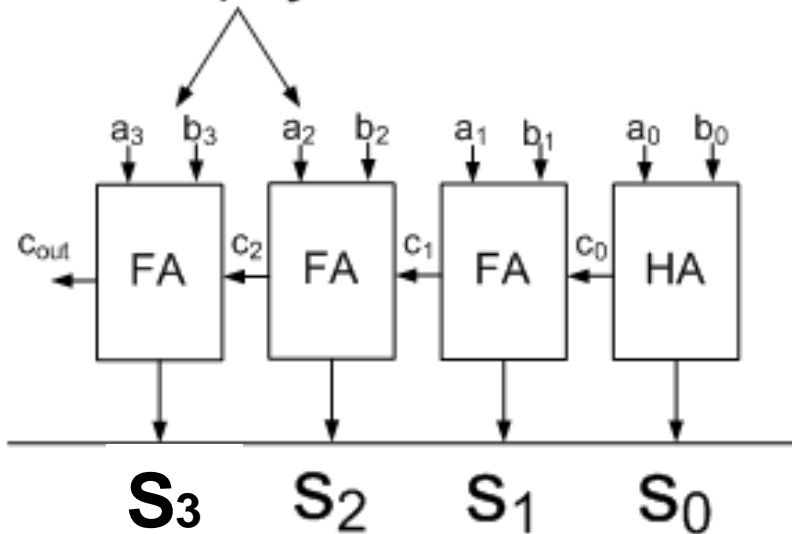 a₃ b₃ a₂ b₂ a₁ b₁ a₀ b₀
c_out FA c₂ FA c₁ FA c₀ HA
S₃ S₂ S₁ S₀